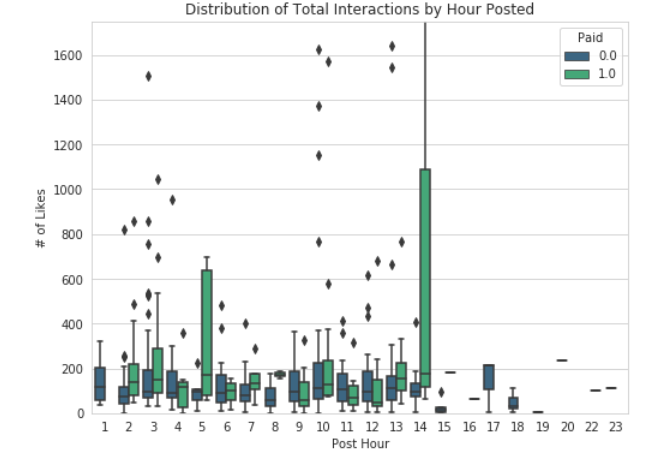 Distribution of Total Interactions by Hour Posted
1600
1400
1200
1000
800
600
400
200
0
# of Likes
Paid
0.0
1.0
1 2 3 4 5 6 7 8 9 10 11 12 13 14 15 16 17 18 19 20 22 23
Post Hour